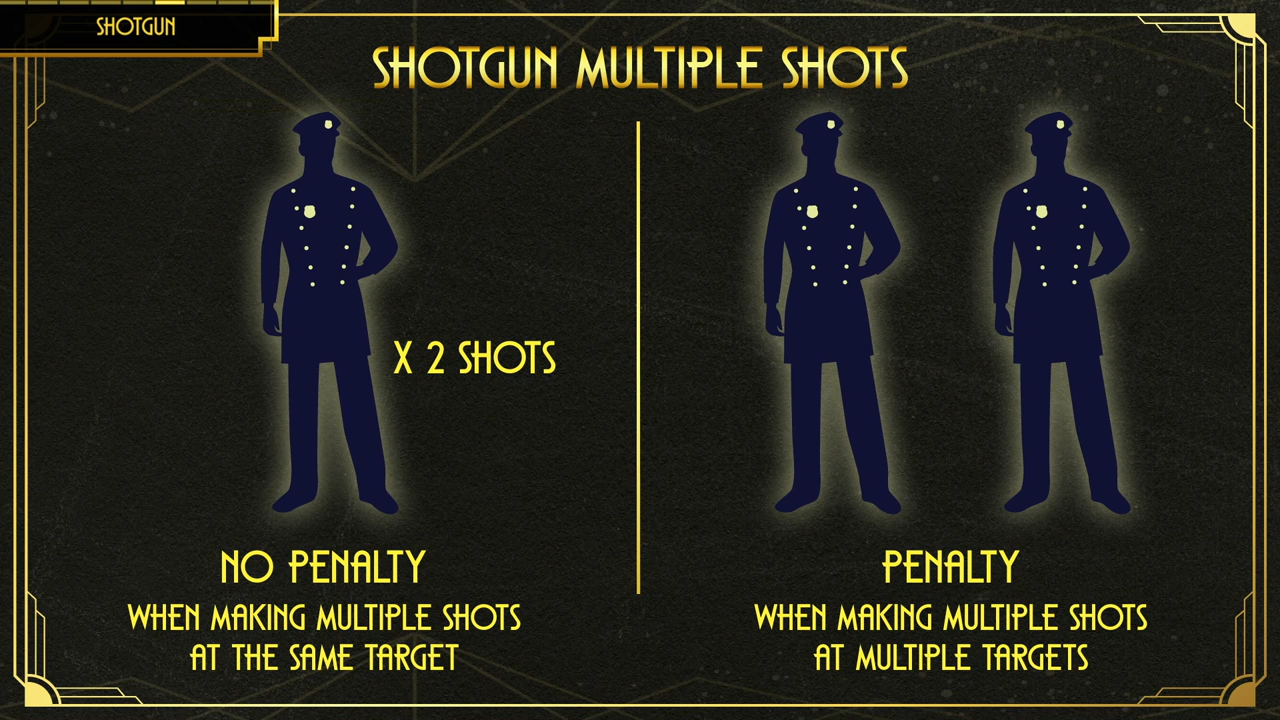 SHOTGUN
SHOTGUN MULTIPLE SHOTS
X 2 SHOTS
NO PENALTY
WHEN MAKING MULTIPLE SHOTS
AT THE SAME TARGET
PENALTY
WHEN MAKING MULTIPLE SHOTS
AT MULTIPLE TARGETS